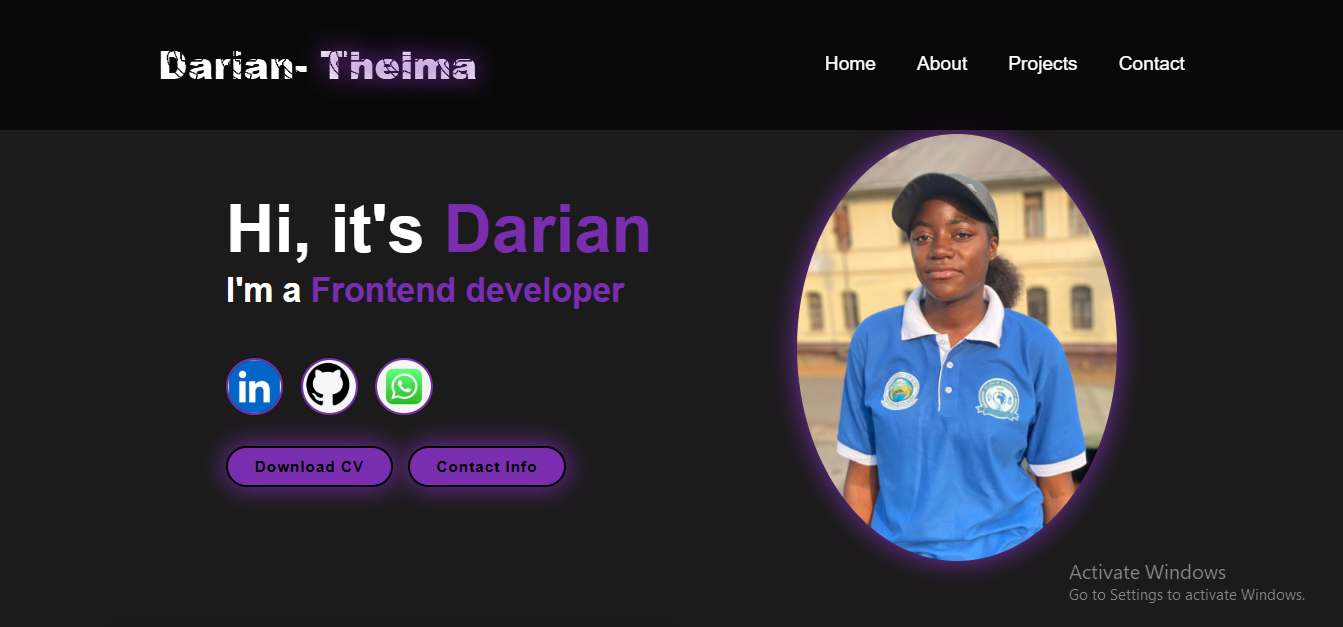 Darian- Thelma
Home About Projects Contact
Hi, it's Darian
I'm a Frontend developer
in
Download CV Contact Info
Activate Windows
Go to Settings to activate Windows.